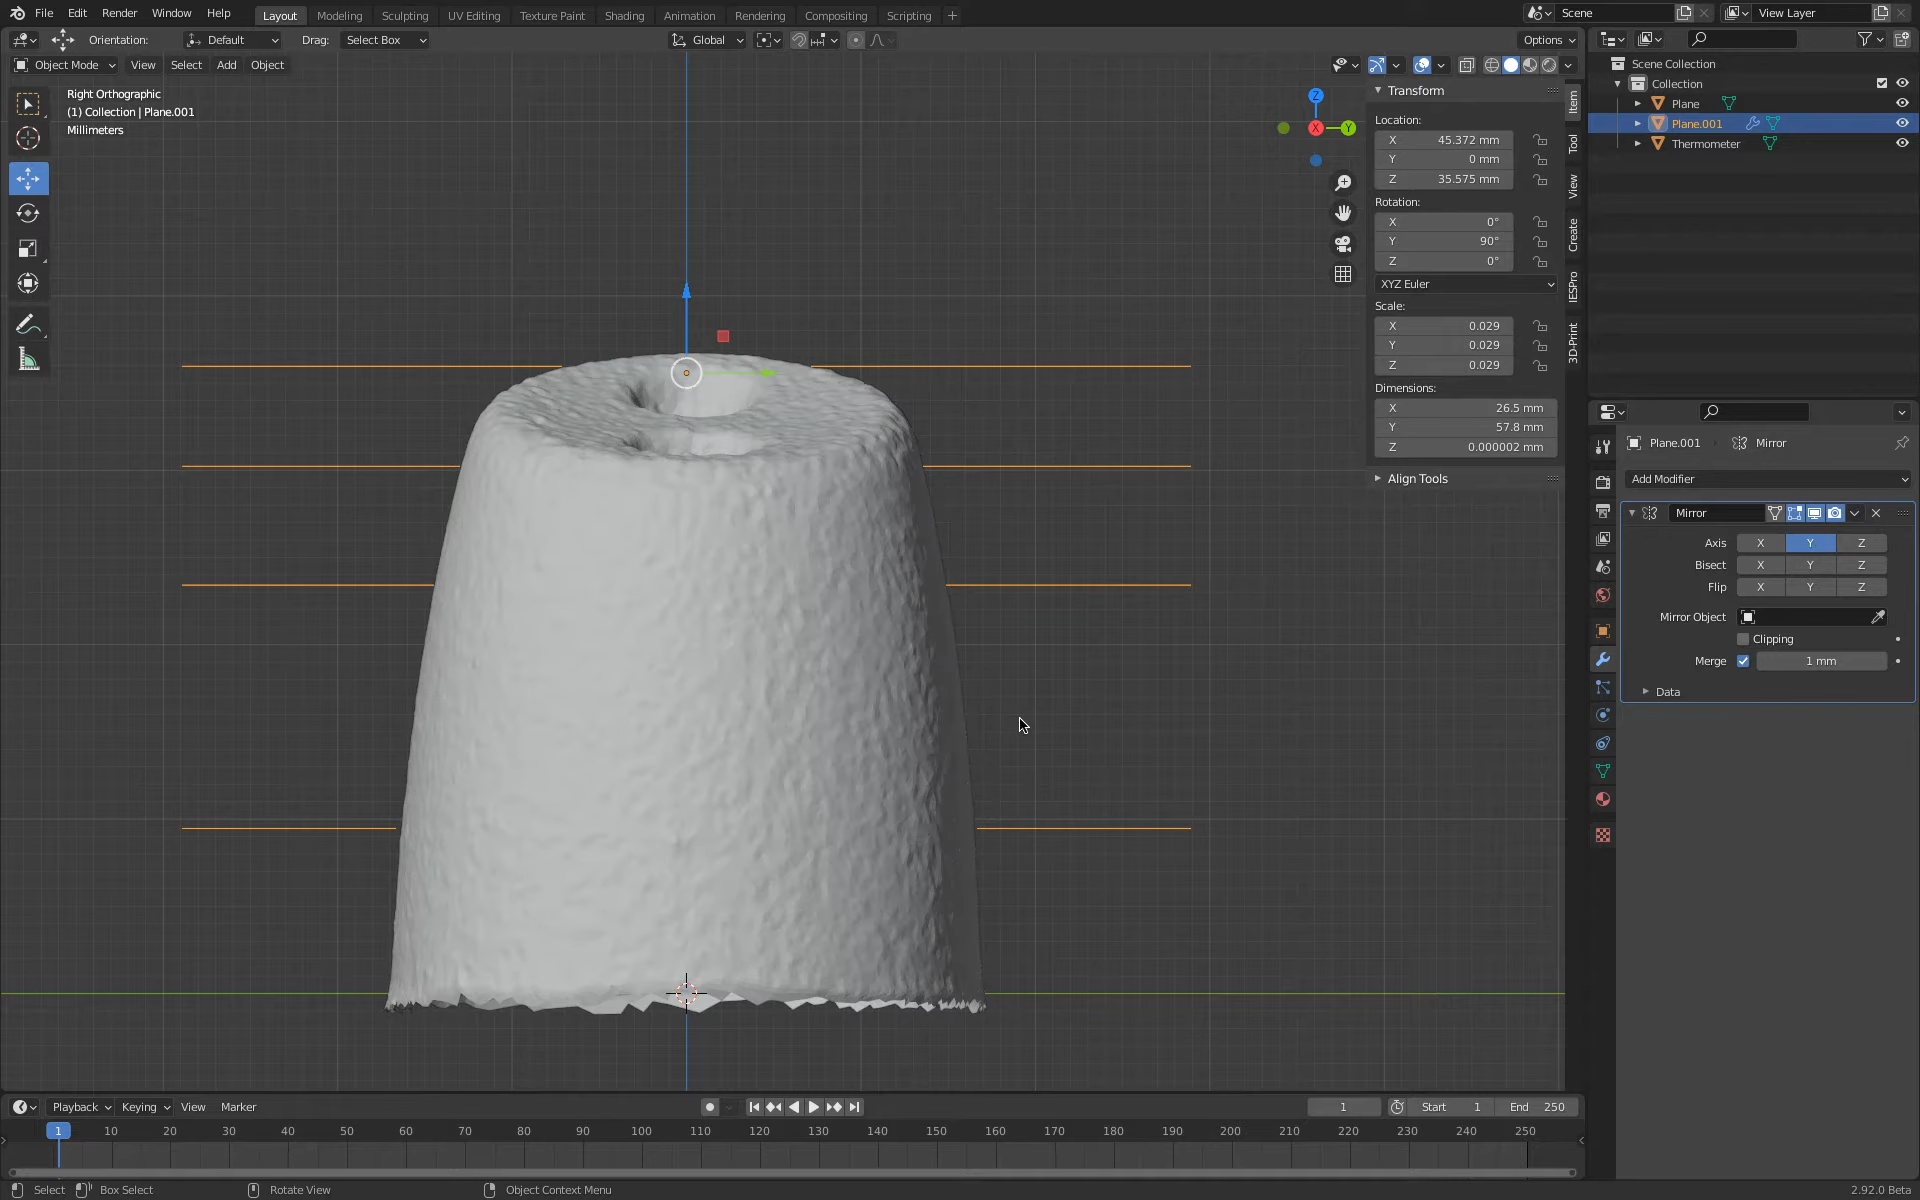 File Edit Render Window Help
Layout Modeling Sculpting UV Editing Texture Paint Shading Animation Rendering Compositing Scripting +
Scene
View Layer
Orientation: Default Drag: Select Box
Global
Options
Object Mode View Select Add Object
Right Orthographic
(1) Collection | Plane.001
Millimeters
Z
X
Y
Transform
Location:
X 45.372 mm
Y 0 mm
Z 35.575 mm
Rotation:
X 0°
Y 90°
Z 0°
XYZ Euler
Scale:
X 0.029
Y 0.029
Z 0.029
Dimensions:
X 26.5 mm
Y 57.8 mm
Z 0.000002 mm
Align Tools
Item
Tool
View
Create
IESPro
3D-Print
Scene Collection
Collection
Plane
Plane.001
Thermometer
Plane.001 Mirror
Add Modifier
Mirror
Axis X Y Z
Bisect X Y Z
Flip X Y Z
Mirror Object
Clipping
Merge 1 mm
Data
Playback Keying View Marker
1 Start 1 End 250
1 10 20 30 40 50 60 70 80 90 100 110 120 130 140 150 160 170 180 190 200 210 220 230 240 250
Select Box Select Rotate View Object Context Menu 2.92.0 Beta